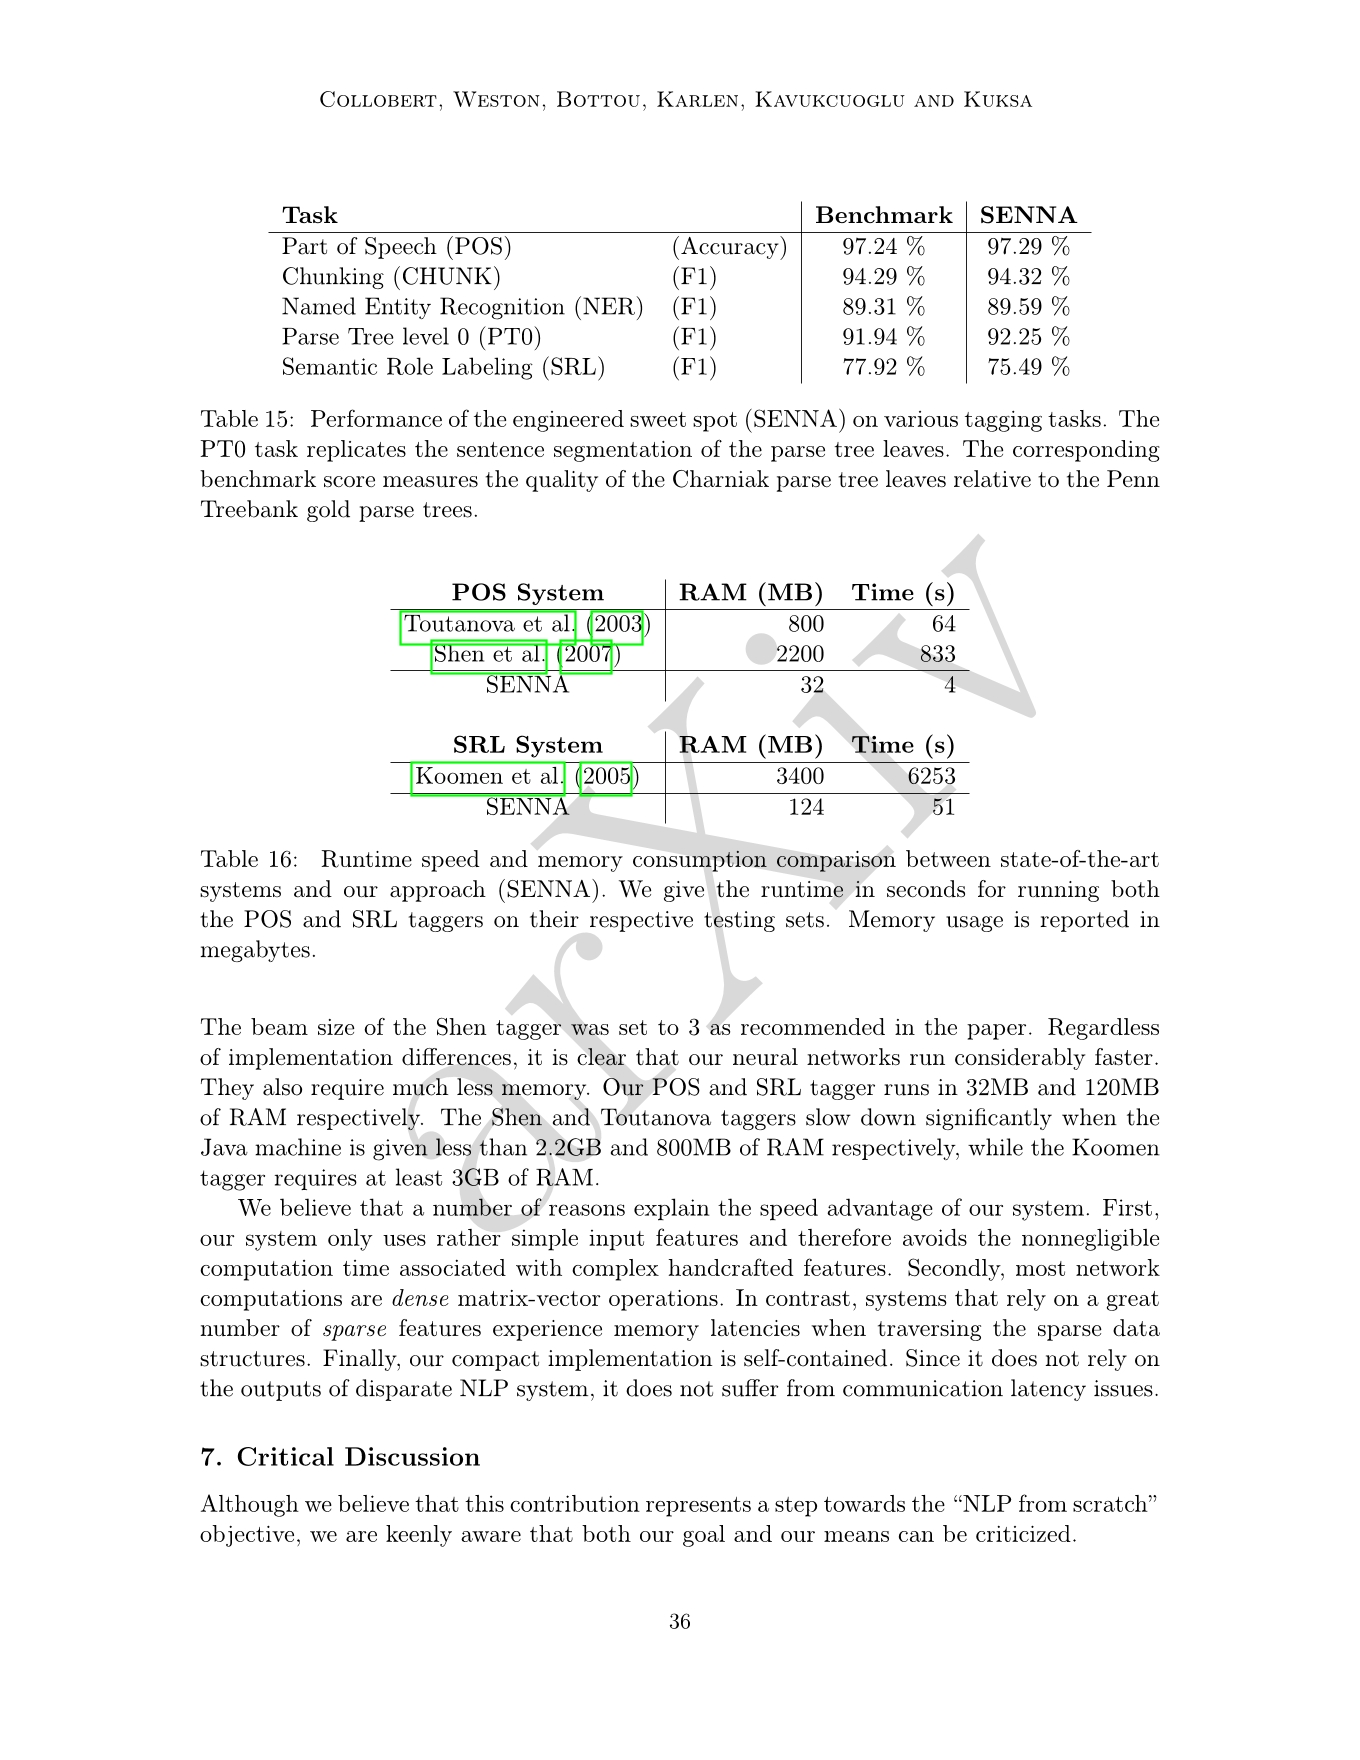 Collobert, Weston, Bottou, Karlen, Kavukcuoglu and Kuksa
Task Benchmark SENNA
Part of Speech (POS) (Accuracy) 97.24 % 97.29 %
Chunking (CHUNK) (F1) 94.29 % 94.32 %
Named Entity Recognition (NER) (F1) 89.31 % 89.59 %
Parse Tree level 0 (PT0) (F1) 91.94 % 92.25 %
Semantic Role Labeling (SRL) (F1) 77.92 % 75.49 %
Table 15: Performance of the engineered sweet spot (SENNA) on various tagging tasks. The
PT0 task replicates the sentence segmentation of the parse tree leaves. The corresponding
benchmark score measures the quality of the Charniak parse tree leaves relative to the Penn
Treebank gold parse trees.
POS System RAM (MB) Time (s)
Toutanova et al. (2003) 800 64
Shen et al. (2007) 2200 833
SENNA 32 4
SRL System RAM (MB) Time (s)
Koomen et al. (2005) 3400 6253
SENNA 124 51
Table 16: Runtime speed and memory consumption comparison between state-of-the-art
systems and our approach (SENNA). We give the runtime in seconds for running both
the POS and SRL taggers on their respective testing sets. Memory usage is reported in
megabytes.
arXiv
The beam size of the Shen tagger was set to 3 as recommended in the paper. Regardless
of implementation differences, it is clear that our neural networks run considerably faster.
They also require much less memory. Our POS and SRL tagger runs in 32MB and 120MB
of RAM respectively. The Shen and Toutanova taggers slow down significantly when the
Java machine is given less than 2.2GB and 800MB of RAM respectively, while the Koomen
tagger requires at least 3GB of RAM.
We believe that a number of reasons explain the speed advantage of our system. First,
our system only uses rather simple input features and therefore avoids the nonnegligible
computation time associated with complex handcrafted features. Secondly, most network
computations are dense matrix-vector operations. In contrast, systems that rely on a great
number of sparse features experience memory latencies when traversing the sparse data
structures. Finally, our compact implementation is self-contained. Since it does not rely on
the outputs of disparate NLP system, it does not suffer from communication latency issues.
7. Critical Discussion
Although we believe that this contribution represents a step towards the “NLP from scratch”
objective, we are keenly aware that both our goal and our means can be criticized.
36